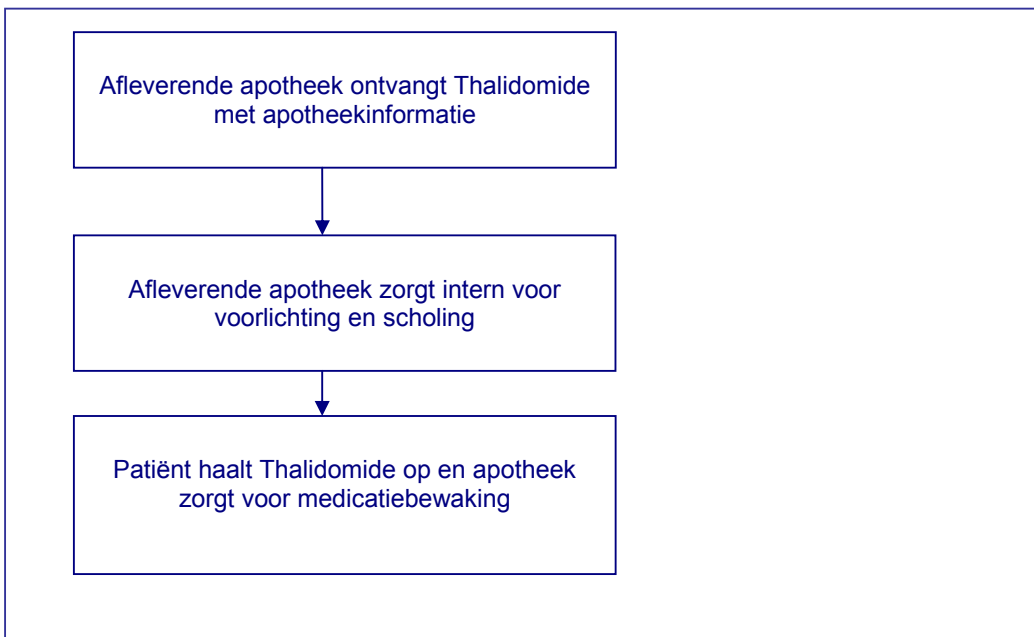 Afleverende apotheek ontvangt Thalidomide
met apotheekinformatie
Afleverende apotheek zorgt intern voor
voorlichting en scholing
Patiënt haalt Thalidomide op en apotheek
zorgt voor medicatiebewaking